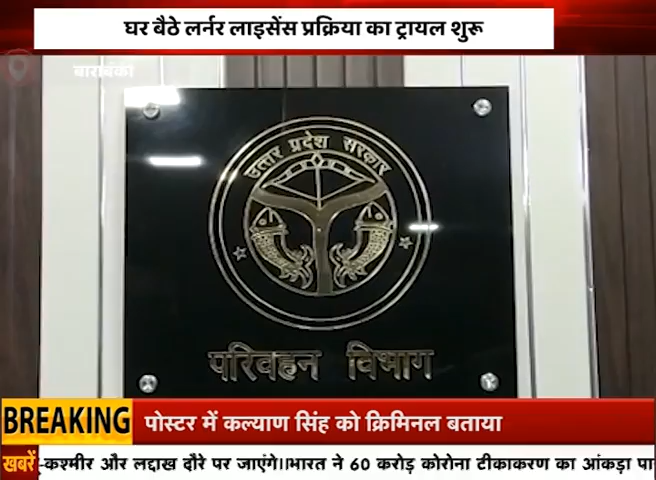 घर बैठे लर्नर लाइसेंस प्रक्रिया का ट्रायल शुरू
बाराबंकी
उत्तर प्रदेश सरकार
परिवहन विभाग
BREAKING पोस्टर में कल्याण सिंह को क्रिमिनल बताया
खबरें -कश्मीर और लद्दाख दौरे पर जाएंगे।।भारत ने 60 करोड़ कोरोना टीकाकरण का आंकड़ा पा